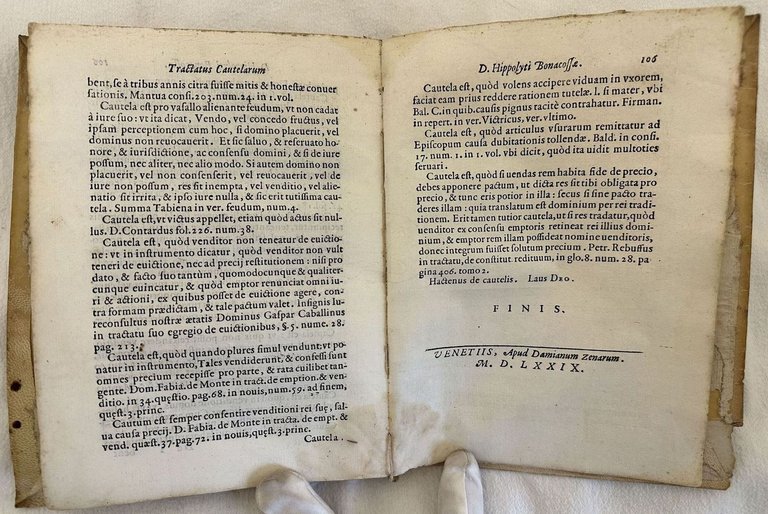 Tractatus Cautelarum
bent, se à tribus annis citra fuisse mitis & honestæ conuer
sationis. Mantua consi. 203. num. 24. in 1. vol.
Cautela est pro vasallo alienante feudum, vt non cadat
à iure suo: vt ita dicat, Vendo, vel concedo fructus, vel
ipsam perceptionem cum hoc, si domino placuerit, vel
dominus non reuocauerit. Et sic saluo, & reseruato ho-
nore, & iurisdictione, ac consensu domini, & si de iure
possum, nec aliter, nec alio modo. Si autem domino non
placuerit, vel non consenserit, vel reuocauerit, vel de
iure non possum, res sit inempta, vel venditio, vel alie-
natio sit irrita, & ipso iure nulla, & sic erit tutissima cau-
tela. Summa Tabiena in ver. feudum, num. 4.
Cautela est, vt victus appellet, etiam quod actus sit nul-
lus. D. Contardus fol. 226. num. 38.
Cautela est, quòd venditor non teneatur de euictio-
ne: vt in instrumento dicatur, quòd venditor non vult
teneri de euictione, nec ad precij restitutionem: nisi pro
dato, & facto suo tantùm, quomodocunque & qualiter-
cunque euincatur, & quòd emptor renunciat omni iu-
ri & actioni, ex quibus posset de euictione agere, con-
tra formam prædictam, & tale pactum valet. Insignis Iu-
reconsultus nostræ ætatis Dominus Gaspar Caballinus
in tractatu suo egregio de euictionibus, §. 5. nume. 28.
pag. 213.
Cautela est, quòd quando plures simul vendunt: vt po-
natur in instrumento, Tales vendiderunt, & confessi sunt
omnes precium recepisse pro parte, & rata cuilibet tan-
gente. Dom. Fabia. de Monte in tract. de emption. & ven-
ditio. in 34. quęstio. pag. 68. in nouis, num. 59. ad finem,
quęst. 3. princ.
Cautum est semper consentire venditioni rei suę, sal-
ua causa precij. D. Fabia. de Monte in tracta. de empt. &
vend. quæst. 37. pag. 72. in nouis, quęst. 3. princ.
Cautela.
D. Hippolyti Bonacossæ. 106
Cautela est, quòd volens accipere viduam in vxorem,
faciat eam prius reddere rationem tutelæ. l. si mater, vbi
Bal. C. in quib. causis pignus tacitè contrahatur. Firman.
in repert. in ver. Victricus, ver. vltimo.
Cautela est, quòd articulus vsurarum remittatur ad
Episcopum causa dubitationis tollendæ. Bald. in consi.
17. num. 1. in 1. vol. vbi dicit, quòd ita uidit multoties
seruari.
Cautela est, quòd si uendas rem habita fide de precio,
debes apponere pactum, ut dicta res sit tibi obligata pro
precio, & tunc eris potior in illa: secus si sine pacto tra-
deres illam: quia translatum est dominium per rei tradi-
tionem. Erit tamen tutior cautela, ut si res tradatur, quòd
uenditor ex consensu emptoris retineat rei illius domi-
nium, & emptor rem illam possideat nomine uenditoris,
donec integrum fuisset solutum precium. Petr. Rebuffus
in tractatu, de constitut redituum, in glo. 8. num. 28. pa
gina 406. tomo 2.
Hactenus de cautelis. Laus DEO.
FINIS.
VENETIIS, Apud Damianum Zenarum.
M. D. LXXIX.